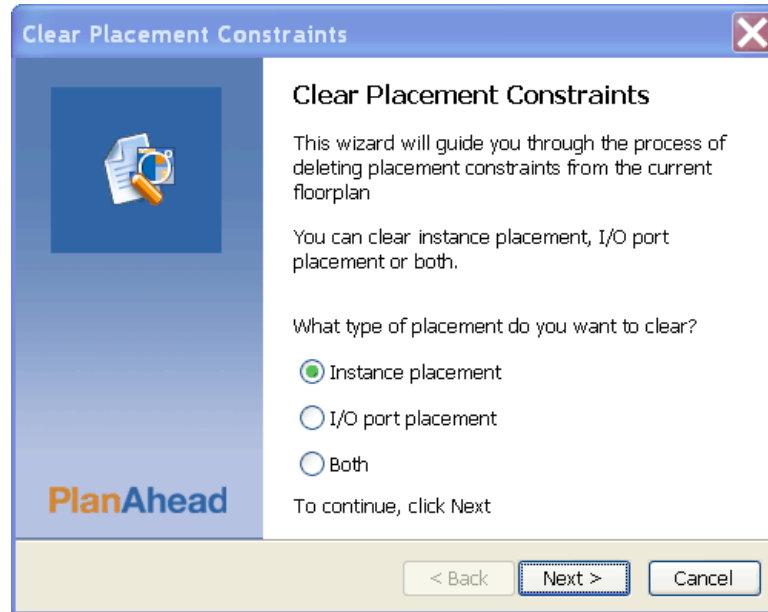 Clear Placement Constraints
Clear Placement Constraints
This wizard will guide you through the process of
deleting placement constraints from the current
floorplan
You can clear instance placement, I/O port
placement or both.
What type of placement do you want to clear?
Instance placement
I/O port placement
Both
PlanAhead
To continue, click Next
< Back
Next >
Cancel